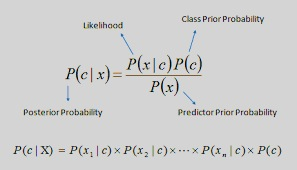 Likelihood
Class Prior Probability
P(c|x) = P(x|c)P(c) / P(x)
Posterior Probability
Predictor Prior Probability
P(c|X) = P(x₁|c)×P(x₂|c)×···×P(xₙ|c)×P(c)